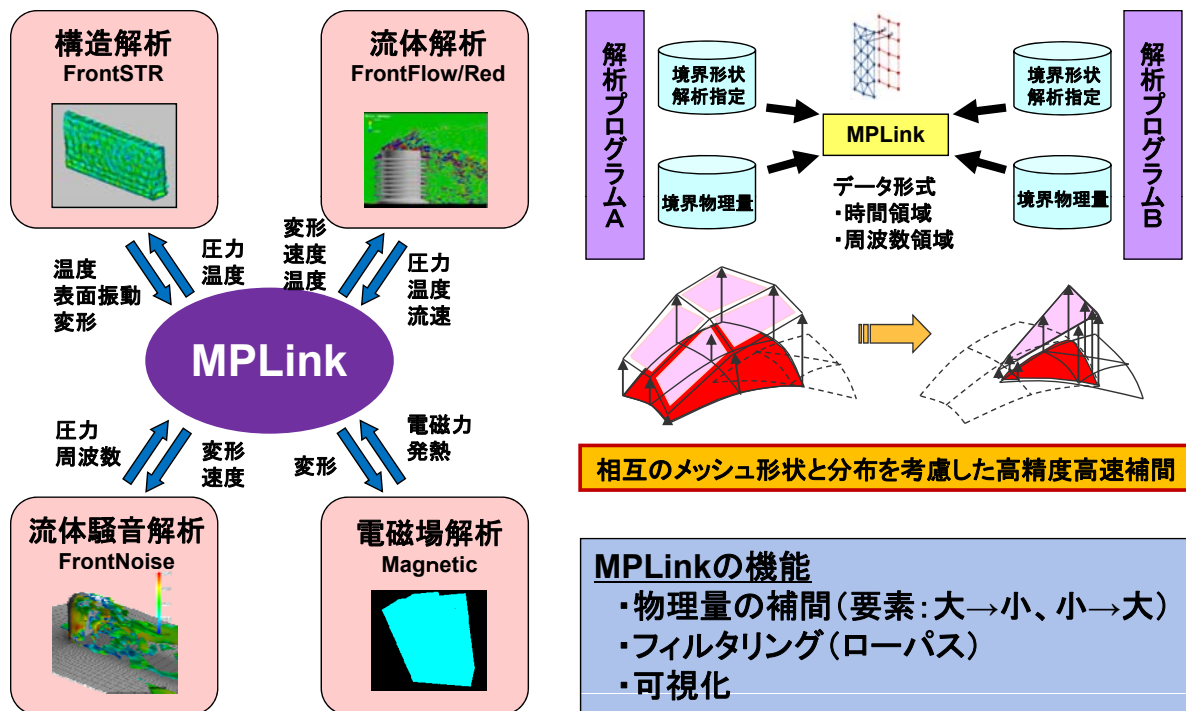 構造解析
FrontSTR
流体解析
FrontFlow/Red
温度
表面振動
変形
圧力
温度
変形
速度
温度
圧力
温度
流速
MPLink
圧力
周波数
変形
速度
変形
電磁力
発熱
流体騒音解析
FrontNoise
電磁場解析
Magnetic
解析プログラムA
境界形状
解析指定
境界物理量
MPLink
データ形式
・時間領域
・周波数領域
境界形状
解析指定
境界物理量
解析プログラムB
相互のメッシュ形状と分布を考慮した高精度高速補間
MPLinkの機能
・物理量の補間(要素:大→小、小→大)
・フィルタリング(ローパス)
・可視化